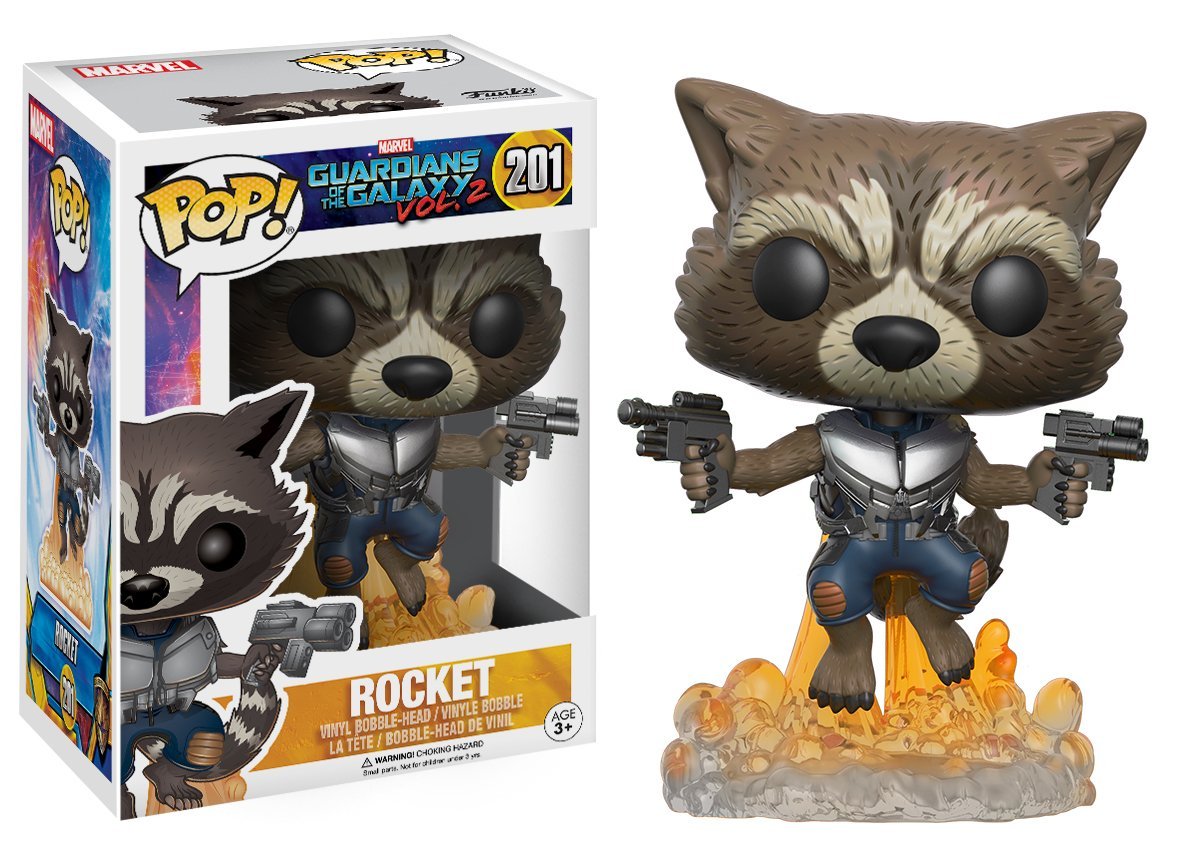 MARVEL
POP!
Funko
MARVEL
POP!
ROCKET
201
POP!
MARVEL
GUARDIANS
OF THE GALAXY
VOL. 2
201
ROCKET
VINYL BOBBLE-HEAD / VINYLE BOBBLE
LA TÊTE / BOBBLE-HEAD DE VINIL
AGE
3+
WARNING: CHOKING HAZARD
Small parts. Not for children under 3 yrs.